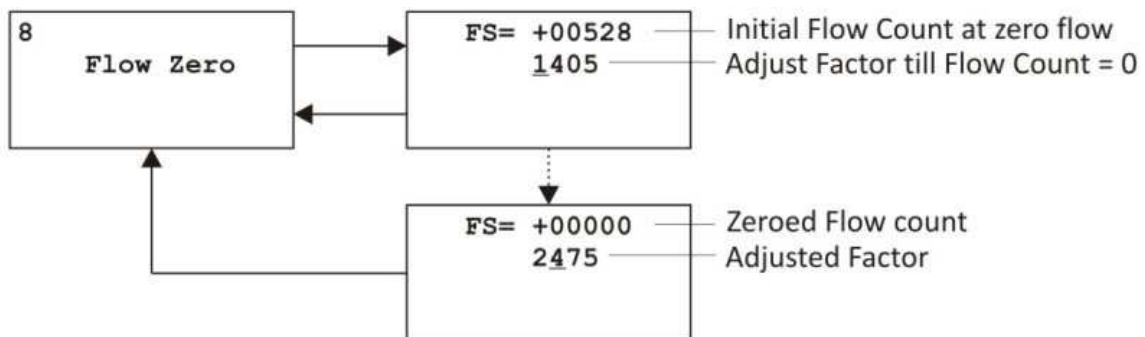 8
Flow Zero
FS= +00528
1405
Initial Flow Count at zero flow
Adjust Factor till Flow Count = 0
FS= +00000
2475
Zeroed Flow count
Adjusted Factor